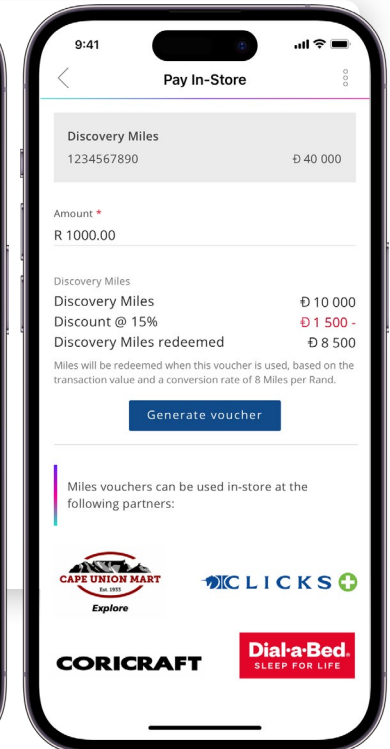 9:41
Pay In-Store
Discovery Miles
1234567890 Đ 40 000
Amount *
R 1000.00
Discovery Miles
Discovery Miles Đ 10 000
Discount @ 15% Đ 1 500 -
Discovery Miles redeemed Đ 8 500
Miles will be redeemed when this voucher is used, based on the
transaction value and a conversion rate of 8 Miles per Rand.
Generate voucher
Miles vouchers can be used in-store at the
following partners:
CAPE UNION MART
Est. 1933
Explore
CLICKS
CORICRAFT
Dial•a•Bed.
SLEEP FOR LIFE